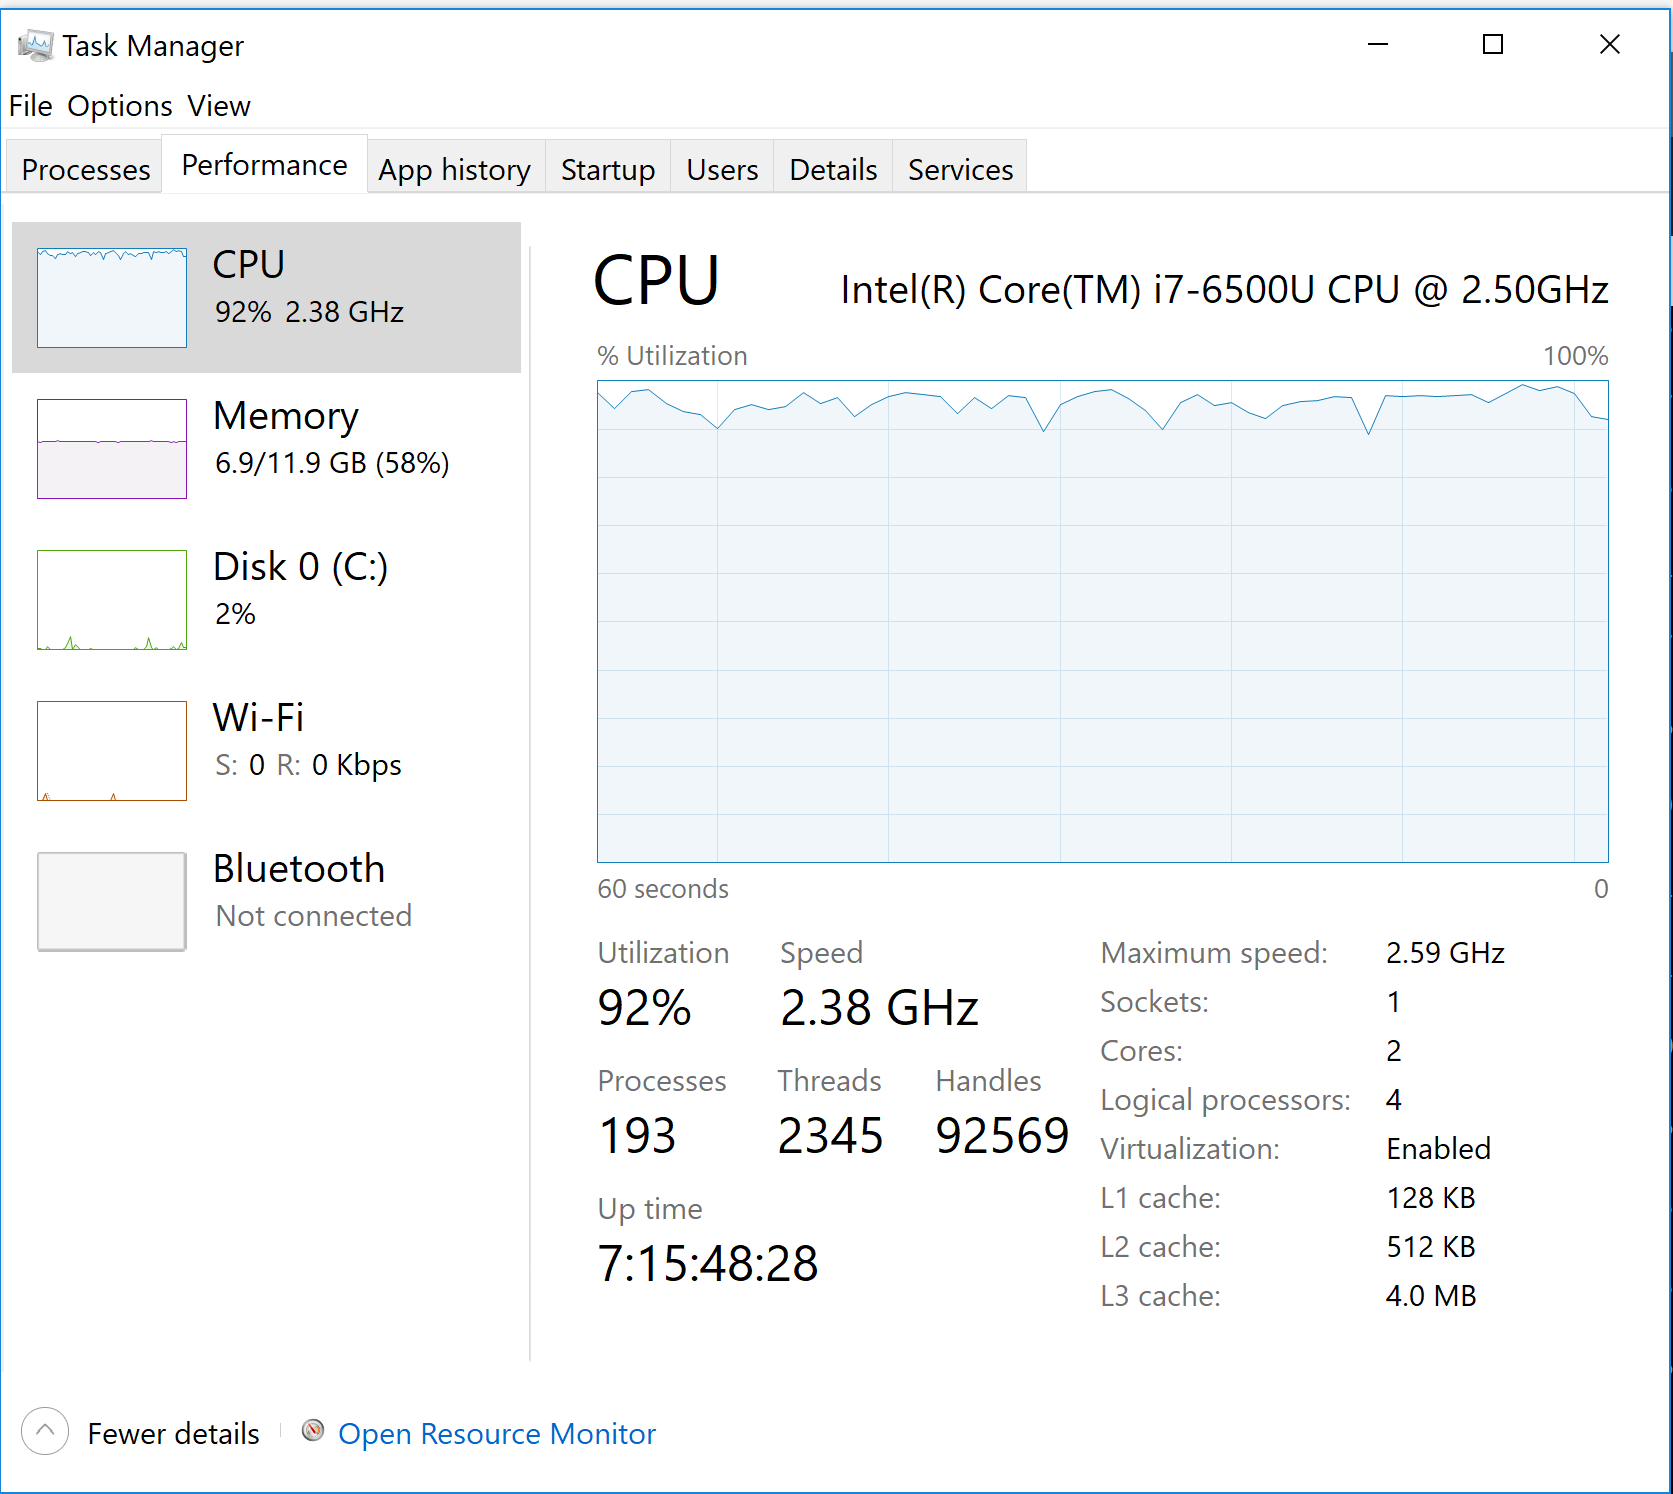 Task Manager
File Options View
Processes Performance App history Startup Users Details Services
CPU
92% 2.38 GHz
Memory
6.9/11.9 GB (58%)
Disk 0 (C:)
2%
Wi-Fi
S: 0 R: 0 Kbps
Bluetooth
Not connected
CPU Intel(R) Core(TM) i7-6500U CPU @ 2.50GHz
% Utilization 100%
60 seconds 0
Utilization Speed
92% 2.38 GHz
Processes Threads Handles
193 2345 92569
Up time
7:15:48:28
Maximum speed: 2.59 GHz
Sockets: 1
Cores: 2
Logical processors: 4
Virtualization: Enabled
L1 cache: 128 KB
L2 cache: 512 KB
L3 cache: 4.0 MB
Fewer details Open Resource Monitor